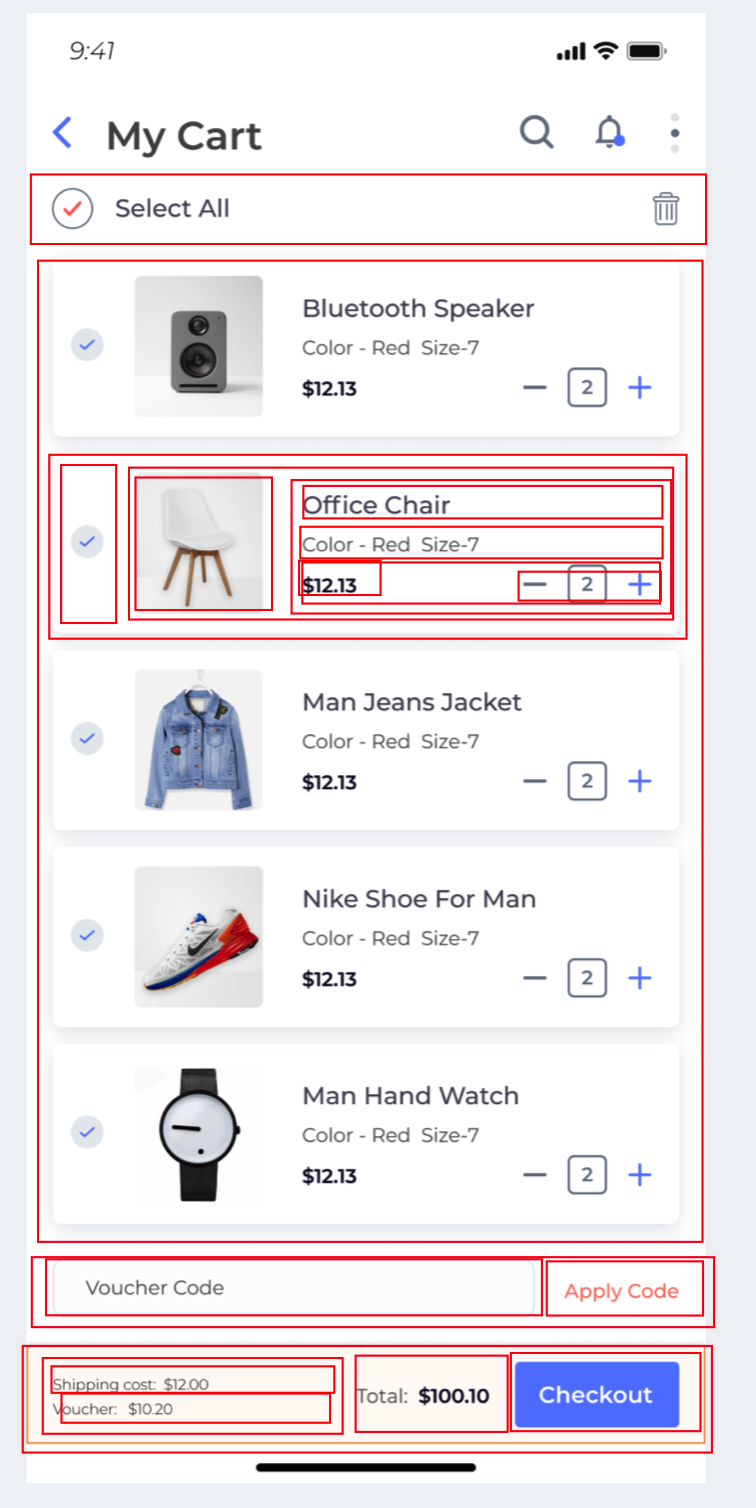 9:41
My Cart
Select All
Bluetooth Speaker
Color - Red Size-7
$12.13
2
Office Chair
Color - Red Size-7
$12.13
2
Man Jeans Jacket
Color - Red Size-7
$12.13
2
Nike Shoe For Man
Color - Red Size-7
$12.13
2
Man Hand Watch
Color - Red Size-7
$12.13
2
Voucher Code
Apply Code
Shipping cost: $12.00
Voucher: $10.20
Total: $100.10
Checkout